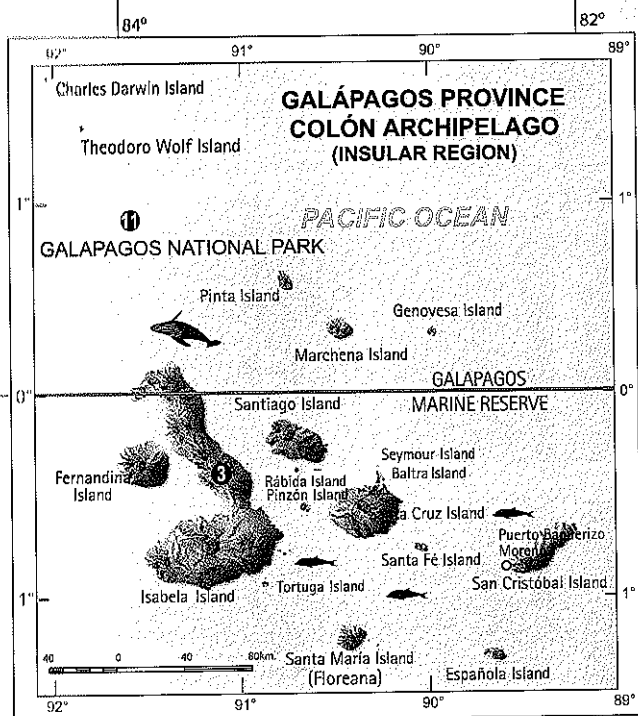 84° 82°
92° 91° 90° 89°
Charles Darwin Island
GALÁPAGOS PROVINCE
COLÓN ARCHIPELAGO
(INSULAR REGION)
Theodoro Wolf Island
1° 1°
11
PACIFIC OCEAN
GALAPAGOS NATIONAL PARK
Pinta Island
Genovesa Island
Marchena Island
0° GALAPAGOS 0°
MARINE RESERVE
Santiago Island
Seymour Island
Baltra Island
Fernandina
Island
3
Rábida Island
Pinzón Island
a Cruz Island
Puerto Baquerizo
Moreno
Santa Fé Island
Tortuga Island
San Cristóbal Island
Isabela Island
1° 1°
40 0 40 80km.
Santa María Island
(Floreana)
Española Island
92° 91° 90° 89°